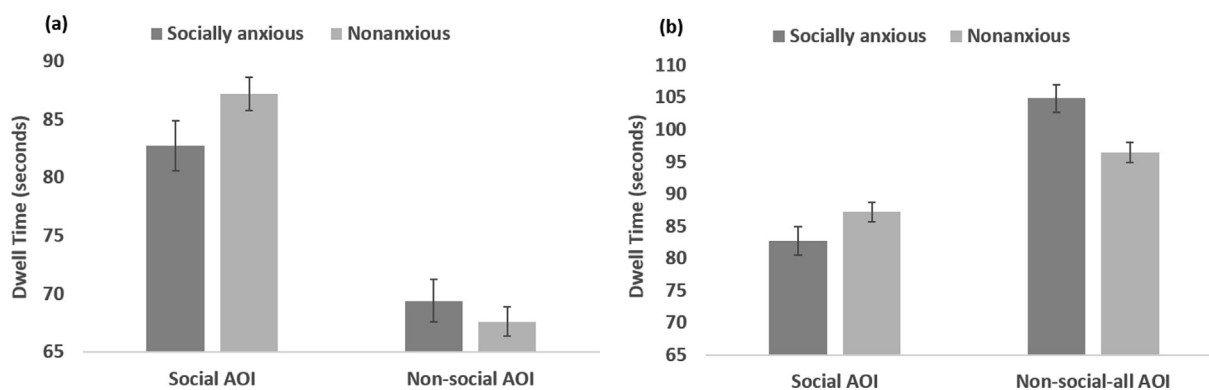 (a)
Socially anxious Nonanxious
Dwell Time (seconds)
90
85
80
75
70
65
Social AOI Non-social AOI
(b)
Socially anxious Nonanxious
Dwell Time (seconds)
110
105
100
95
90
85
80
75
70
65
Social AOI Non-social-all AOI